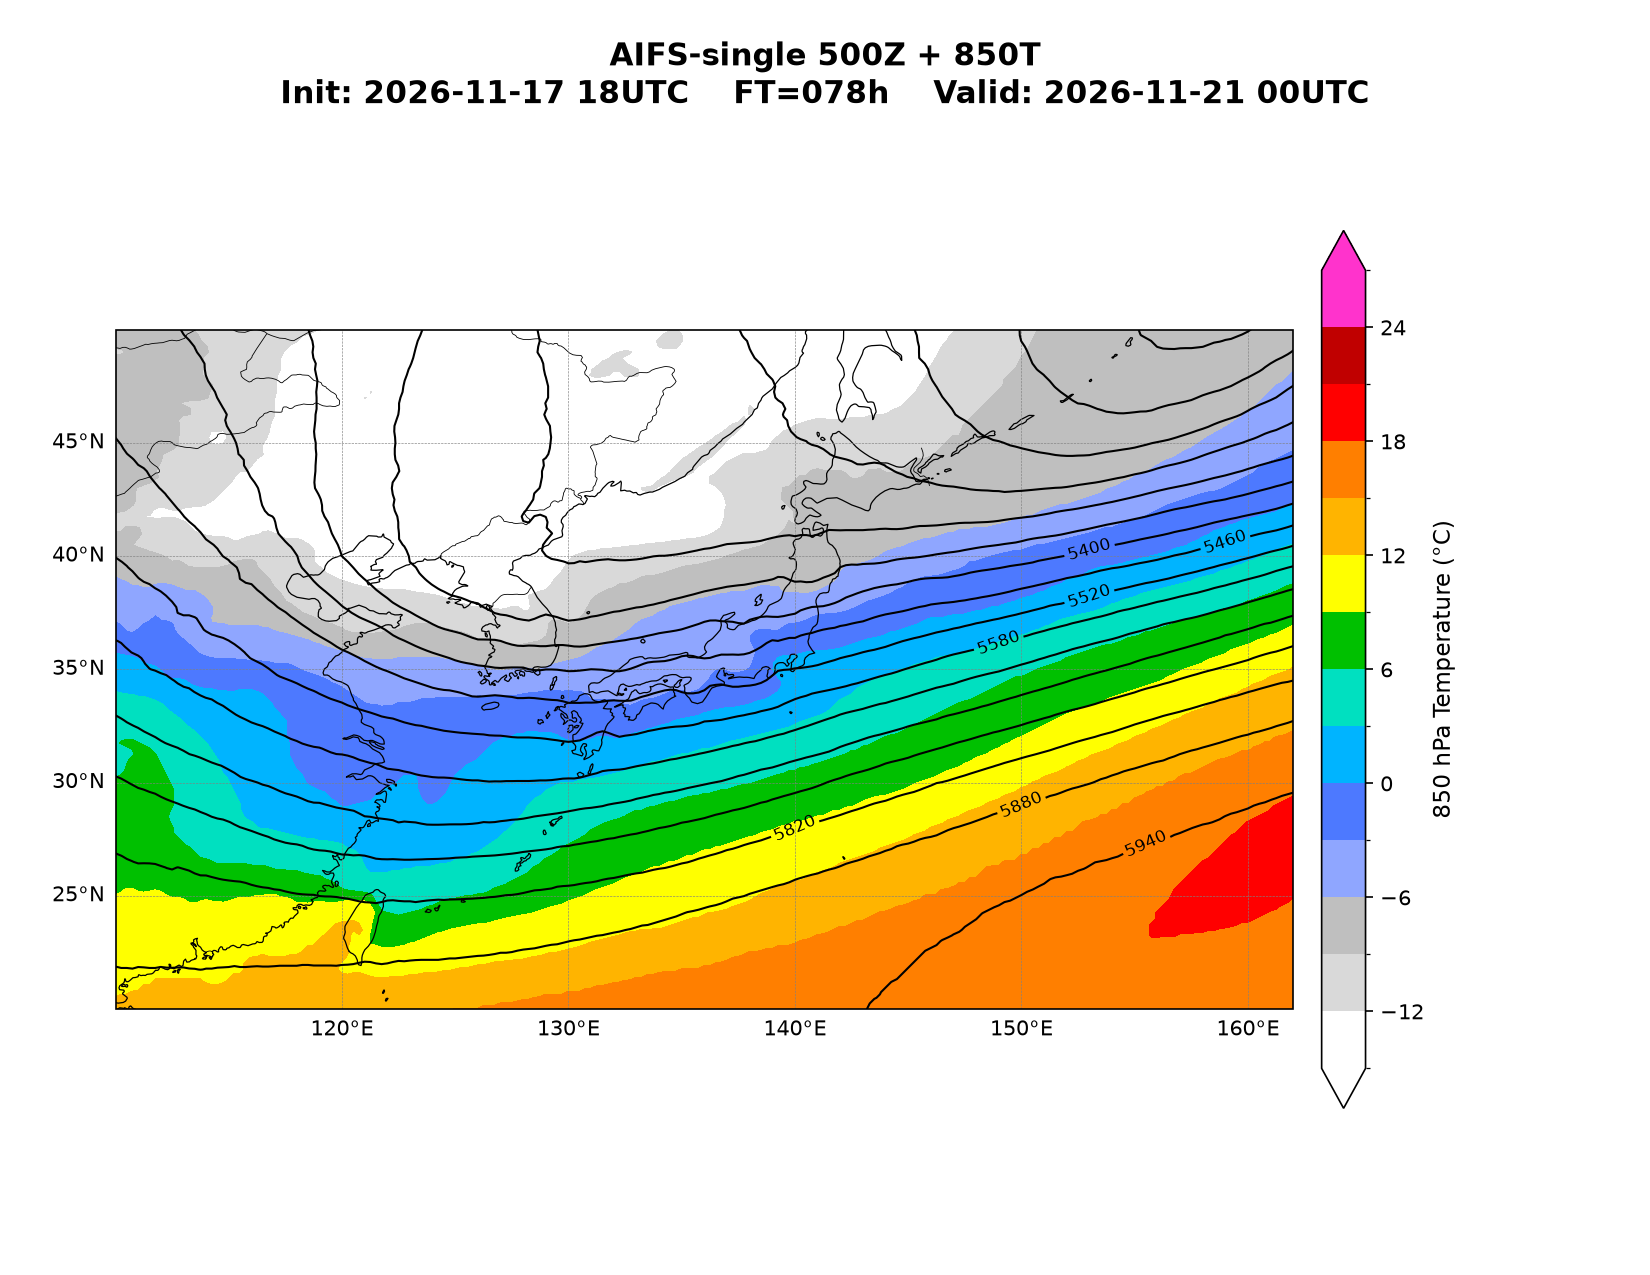 AIFS-single 500Z + 850T
Init: 2026-11-17 18UTC    FT=078h    Valid: 2026-11-21 00UTC
24
18
12
6
0
−6
−12
850 hPa Temperature (°C)
45°N
40°N
35°N
30°N
25°N
5400
5460
5520
5580
5820
5880
5940
120°E
130°E
140°E
150°E
160°E